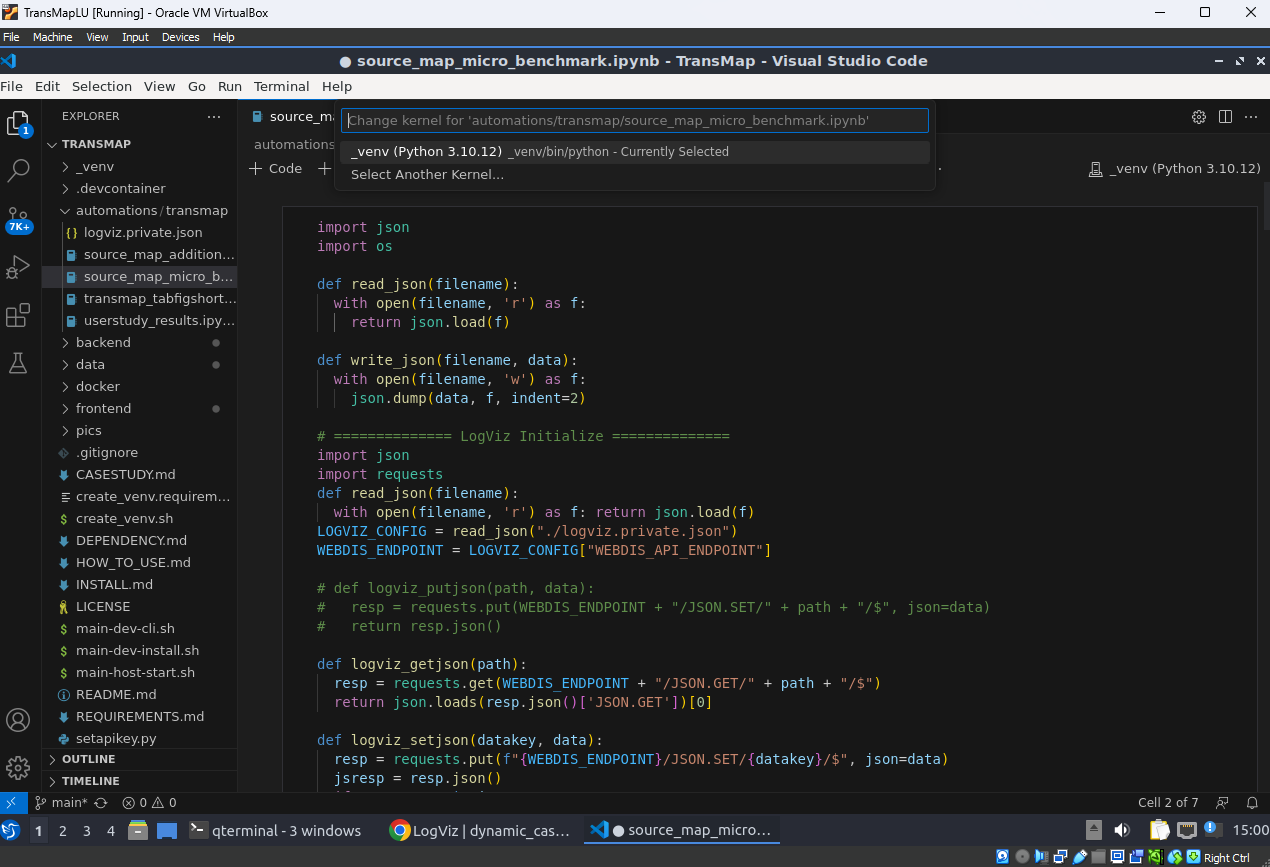 TransMapLU [Running] - Oracle VM VirtualBox
File Machine View Input Devices Help
● source_map_micro_benchmark.ipynb - TransMap - Visual Studio Code
File Edit Selection View Go Run Terminal Help
EXPLORER ···
source_ma
Change kernel for 'automations/transmap/source_map_micro_benchmark.ipynb'
TRANSMAP
automations
_venv (Python 3.10.12) _venv/bin/python - Currently Selected
Select Another Kernel...
+ Code +
_venv (Python 3.10.12)
_venv
.devcontainer
automations/transmap
{} logviz.private.json
source_map_addition...
source_map_micro_b...
transmap_tabfigshort...
userstudy_results.ipy...
backend
data
docker
frontend
pics
.gitignore
CASESTUDY.md
create_venv.requirem...
$ create_venv.sh
DEPENDENCY.md
HOW_TO_USE.md
INSTALL.md
LICENSE
$ main-dev-cli.sh
$ main-dev-install.sh
$ main-host-start.sh
README.md
REQUIREMENTS.md
setapikey.py
OUTLINE
TIMELINE
1
7K+
import json
import os
def read_json(filename):
with open(filename, 'r') as f:
return json.load(f)
def write_json(filename, data):
with open(filename, 'w') as f:
json.dump(data, f, indent=2)
# ============== LogViz Initialize ==============
import json
import requests
def read_json(filename):
with open(filename, 'r') as f: return json.load(f)
LOGVIZ_CONFIG = read_json("./logviz.private.json")
WEBDIS_ENDPOINT = LOGVIZ_CONFIG["WEBDIS_API_ENDPOINT"]
# def logviz_putjson(path, data):
#   resp = requests.put(WEBDIS_ENDPOINT + "/JSON.SET/" + path + "/$", json=data)
#   return resp.json()
def logviz_getjson(path):
resp = requests.get(WEBDIS_ENDPOINT + "/JSON.GET/" + path + "/$")
return json.loads(resp.json()['JSON.GET'])[0]
def logviz_setjson(datakey, data):
resp = requests.put(f"{WEBDIS_ENDPOINT}/JSON.SET/{datakey}/$", json=data)
jsresp = resp.json()
main* 0 0 Cell 2 of 7
1 2 3 4 qterminal - 3 windows LogViz | dynamic_cas... ● source_map_micro... 15:00
Right Ctrl